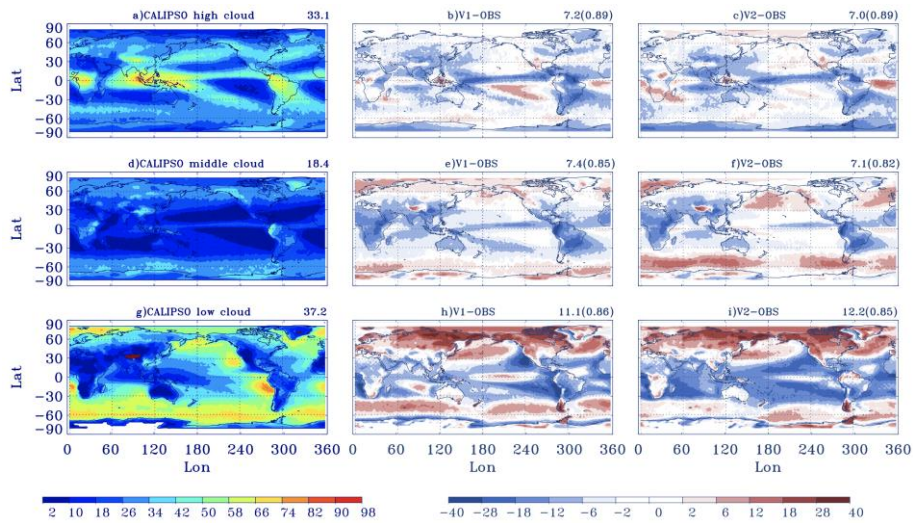 a)CALIPSO high cloud 33.1
b)V1-OBS 7.2(0.89)
c)V2-OBS 7.0(0.89)
90
60
30
0
−30
−60
−90
Lat
d)CALIPSO middle cloud 18.4
e)V1-OBS 7.4(0.85)
f)V2-OBS 7.1(0.82)
90
60
30
0
−30
−60
−90
Lat
g)CALIPSO low cloud 37.2
h)V1-OBS 11.1(0.86)
i)V2-OBS 12.2(0.85)
90
60
30
0
−30
−60
−90
Lat
0 60 120 180 240 300 360
Lon
0 60 120 180 240 300 360
Lon
0 60 120 180 240 300 360
Lon
2 10 18 26 34 42 50 58 66 74 82 90 98
−40 −28 −18 −12 −6 −2 0 2 6 12 18 28 40